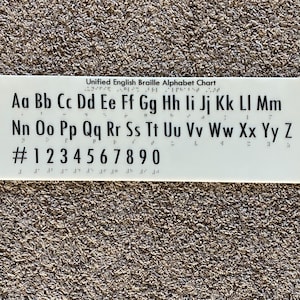 Unified English Braille Alphabet Chart
Aa Bb Cc Dd Ee Ff Gg Hh Ii Jj Kk Ll Mm
Nn Oo Pp Qq Rr Ss Tt Uu Vv Ww Xx Yy Z
# 1 2 3 4 5 6 7 8 9 0